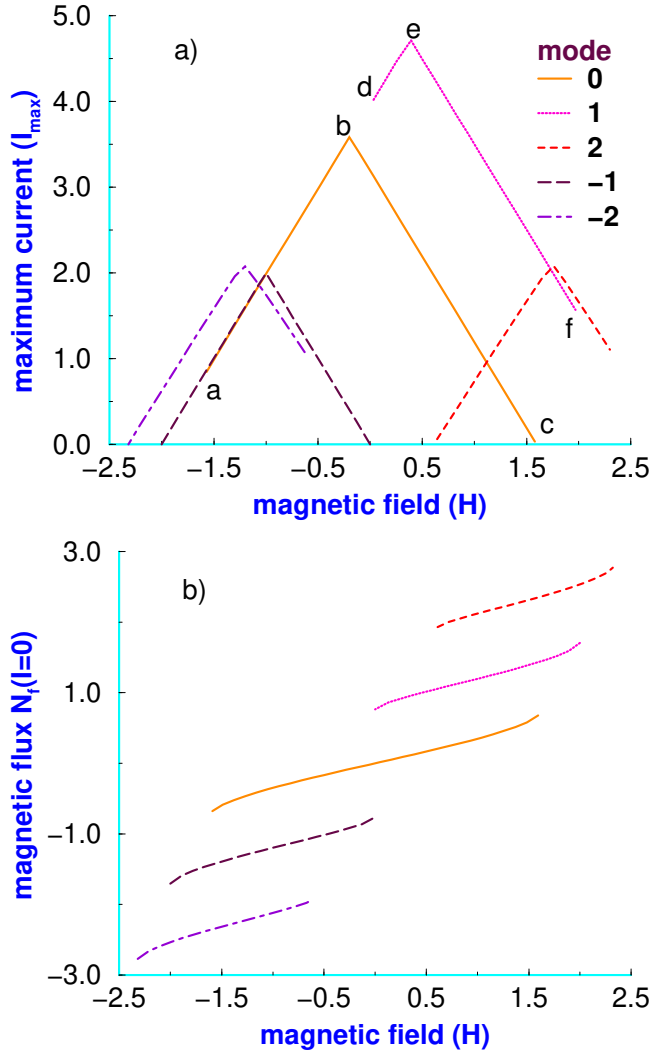 a)
maximum current (I_max)
5.0
4.0
3.0
2.0
1.0
0.0
−2.5
−1.5
−0.5
0.5
1.5
2.5
magnetic field (H)
a
b
c
d
e
f
mode
0
1
2
−1
−2
b)
magnetic flux N_f(I=0)
3.0
1.0
−1.0
−3.0
−2.5
−1.5
−0.5
0.5
1.5
2.5
magnetic field (H)